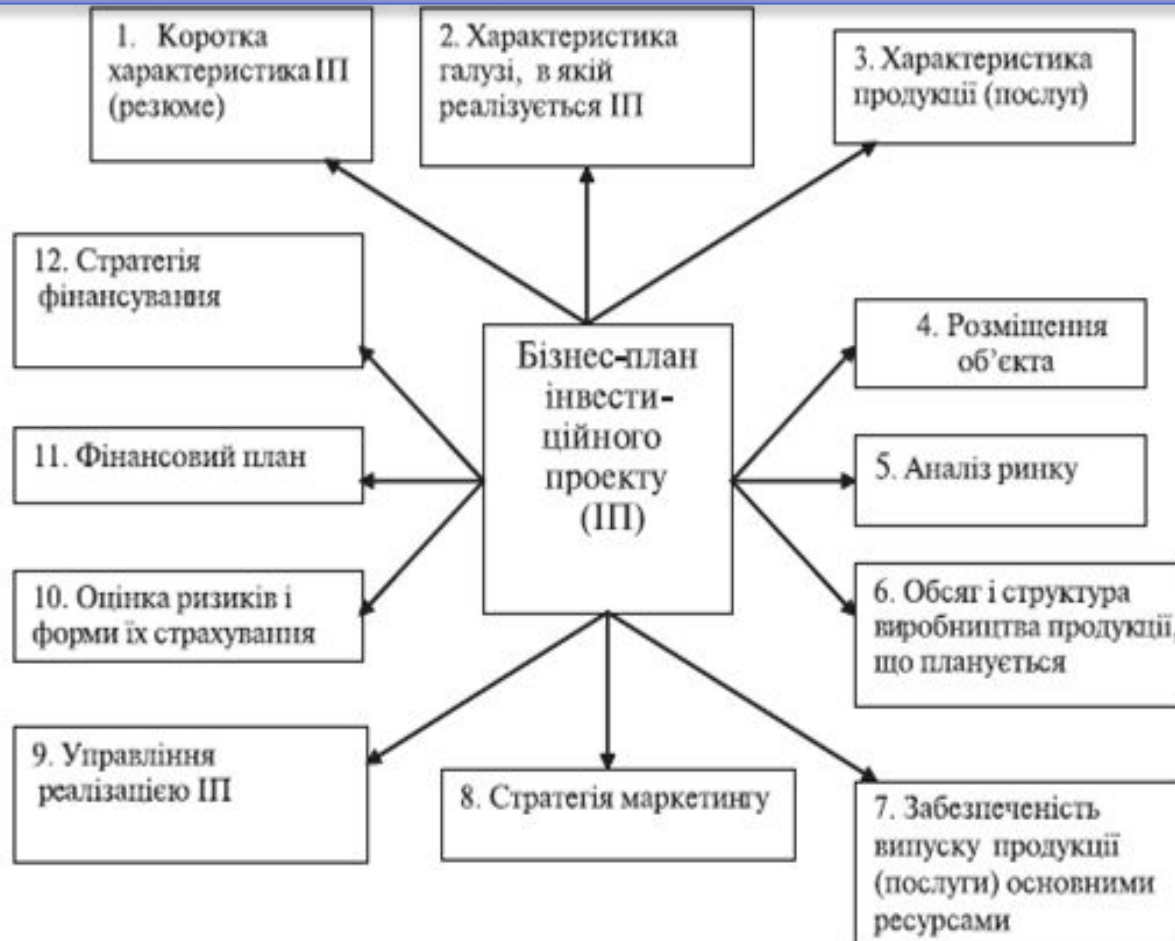 1. Коротка
характеристика ІП
(резюме)
2. Характеристика
галузі, в якій
реалізується ІП
3. Характеристика
продукції (послуг)
12. Стратегія
фінансування
Бізнес-план
інвести-
ційного
проекту
(ІП)
4. Розміщення
об’єкта
11. Фінансовий план
5. Аналіз ринку
10. Оцінка ризиків і
форми їх страхування
6. Обсяг і структура
виробництва продукції,
що планується
9. Управління
реалізацією ІП
8. Стратегія маркетингу
7. Забезпеченість
випуску продукції
(послуги) основними
ресурсами